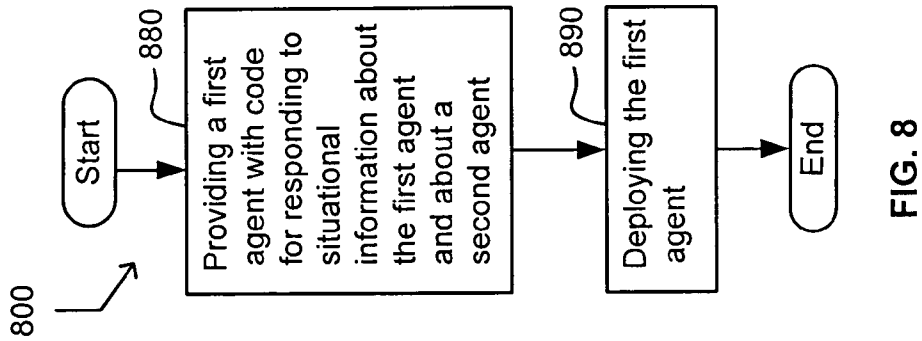 800
Start
880
Providing a first
agent with code
for responding to
situational
information about
the first agent
and about a
second agent
890
Deploying the first
agent
End
FIG. 8